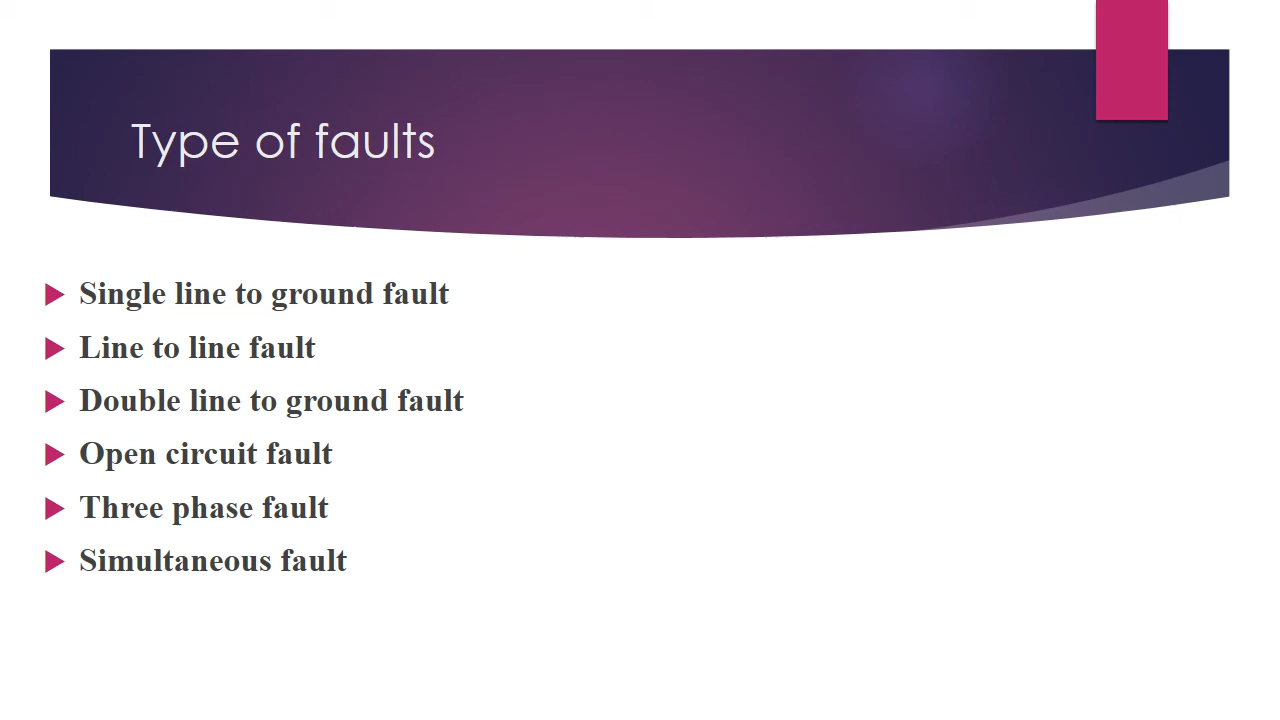 Type of faults
Single line to ground fault
Line to line fault
Double line to ground fault
Open circuit fault
Three phase fault
Simultaneous fault